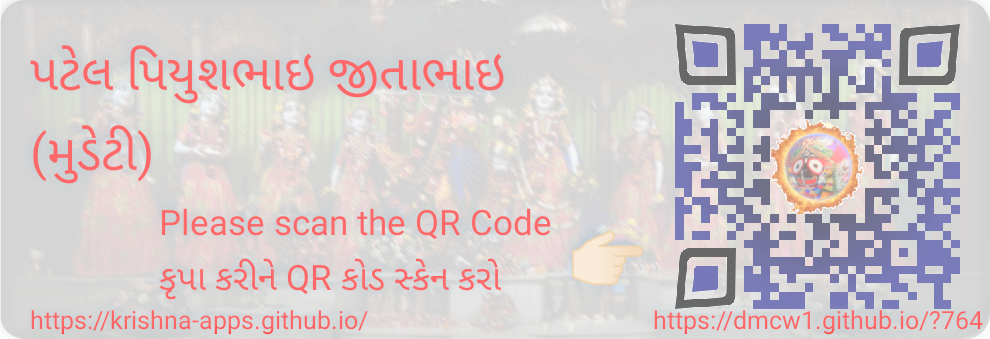 પટેલ પિયુશભાઇ જીતાભાઇ
(મુડેટી)
Please scan the QR Code
કૃપા કરીને QR કોડ સ્કેન કરો
https://krishna-apps.github.io/
https://dmcw1.github.io/?764